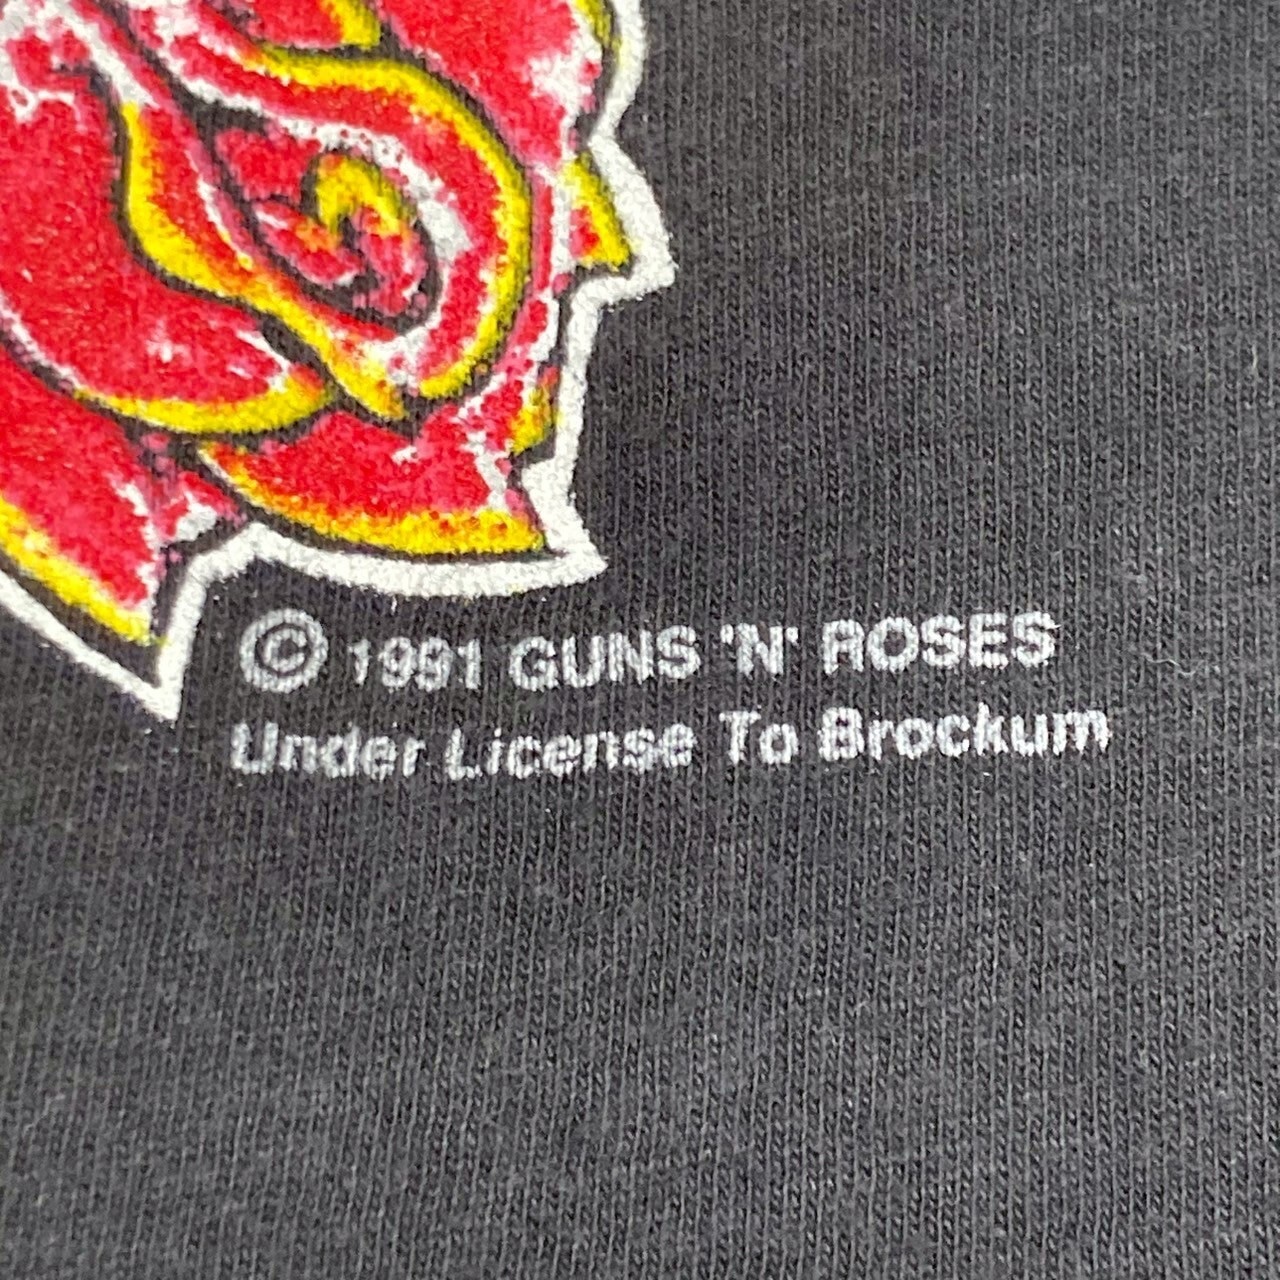 © 1991 GUNS 'N' ROSES
Under License To Brockum